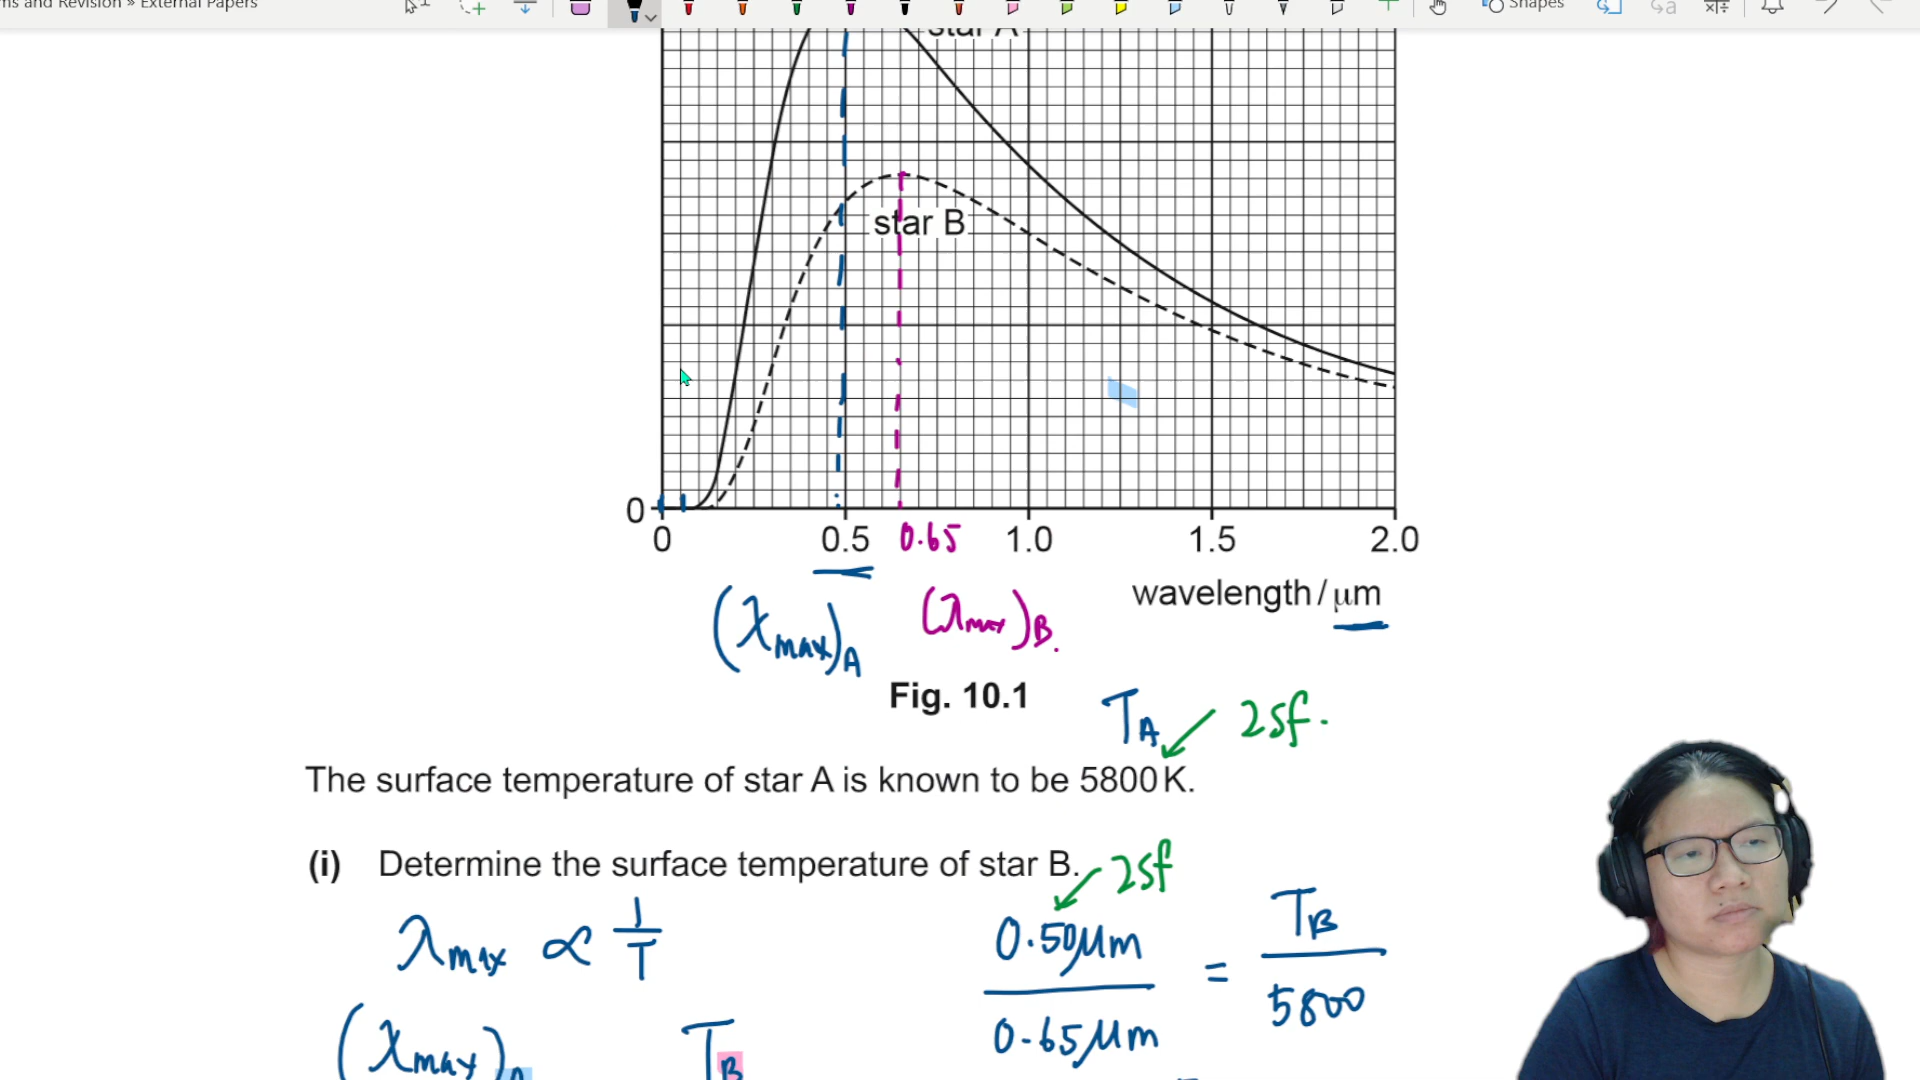 ms and Revision » External Papers
Shapes
star A
star B
0
0 0.5 0.65 1.0 1.5 2.0
wavelength / μm
(λmax)A (λmax)B.
Fig. 10.1
TA 2sf.
The surface temperature of star A is known to be 5800 K.
(i) Determine the surface temperature of star B. 2sf
λmax ∝ 1/T
0.50μm / 0.65μm = TB / 5800
(λmax)A TB